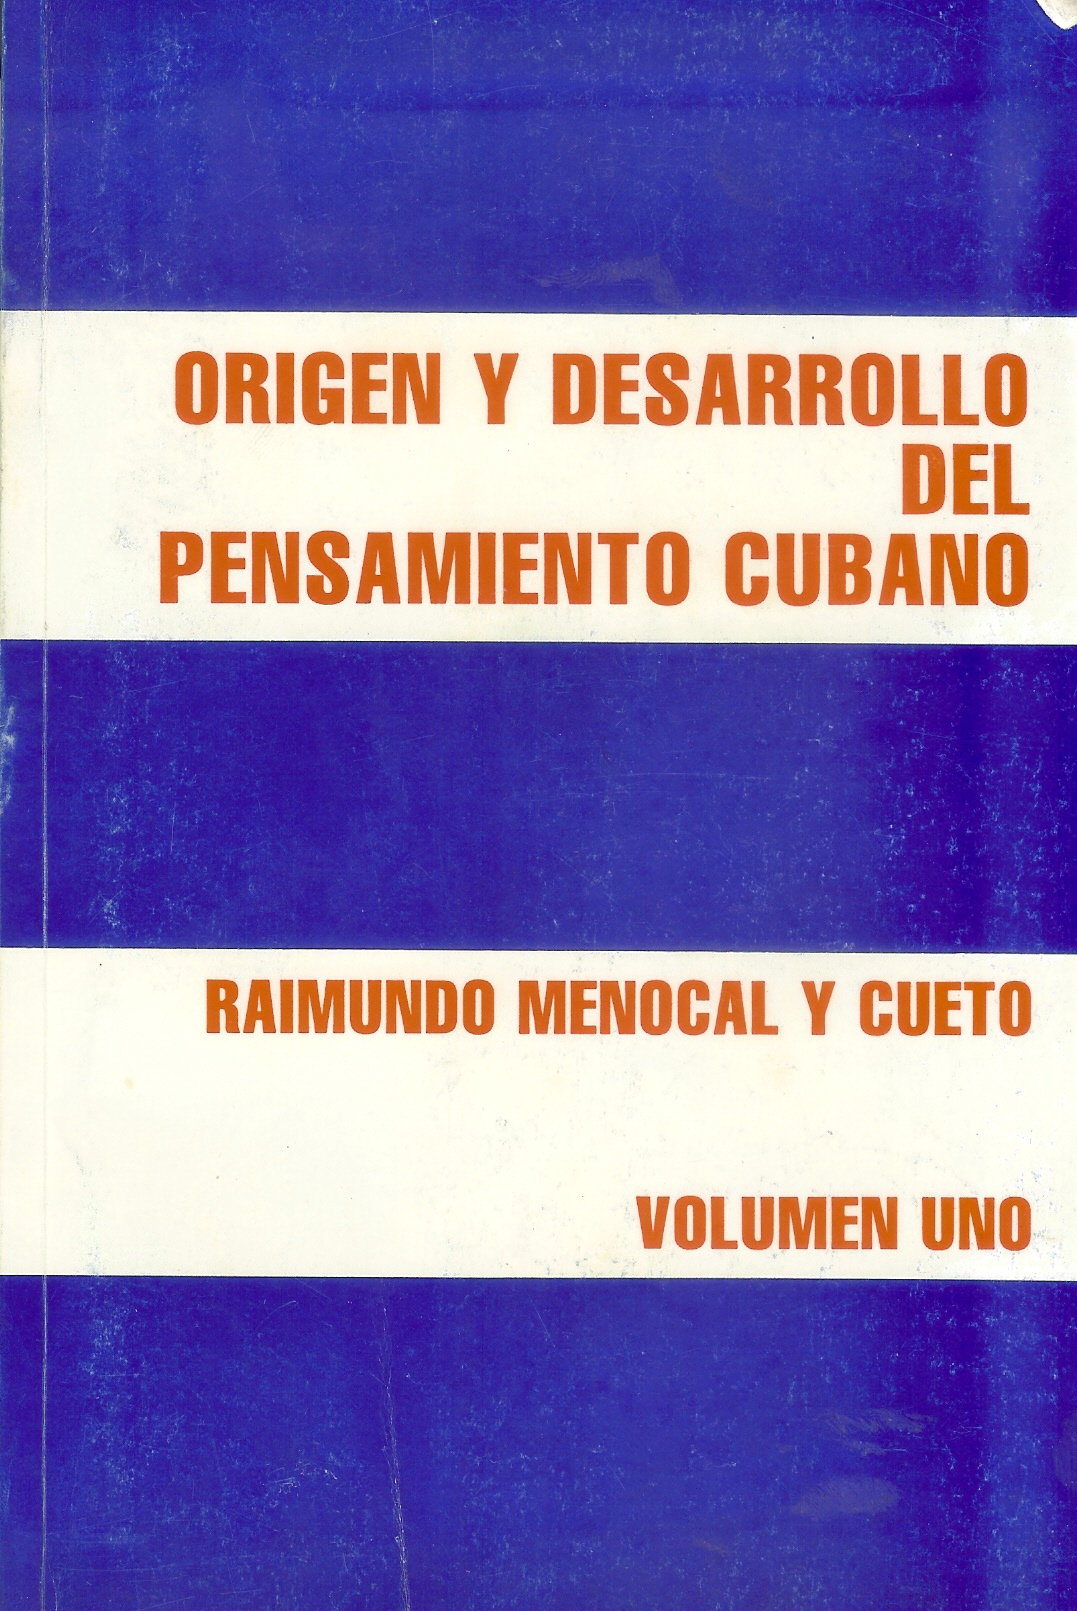 ORIGEN Y DESARROLLO
DEL
PENSAMIENTO CUBANO
RAIMUNDO MENOCAL Y CUETO
VOLUMEN UNO